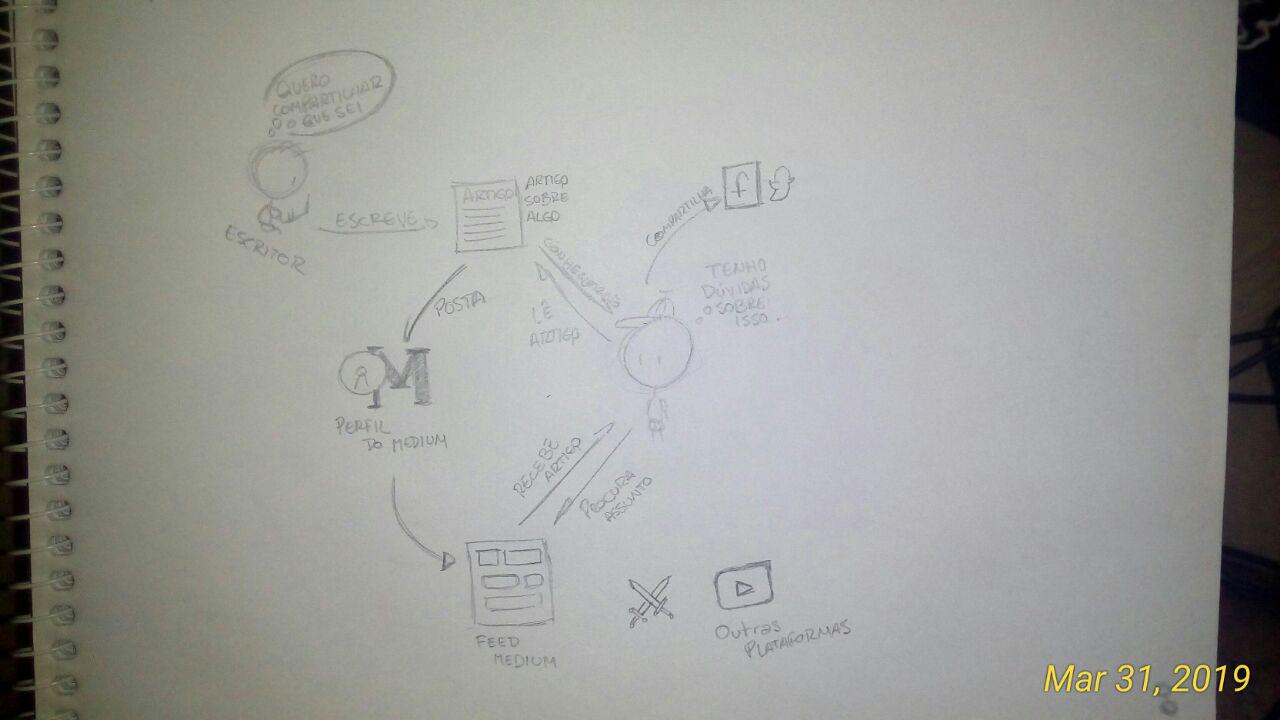 QUERO
COMPARTILHAR
O QUE SEI
ESCRITOR
ESCREVE
ARTIGO
ARTIGO
SOBRE
ALGO
POSTA
PERFIL
DO MEDIUM
CONHECIMENTO
LÊ
ARTIGO
COMPARTILHA
f
TENHO
DÚVIDAS
SOBRE
ISSO...
RECEBE
ARTIGO
PROCURA
ASSUNTO
M
FEED
MEDIUM
Outras
PLATAFORMAS
Mar 31, 2019